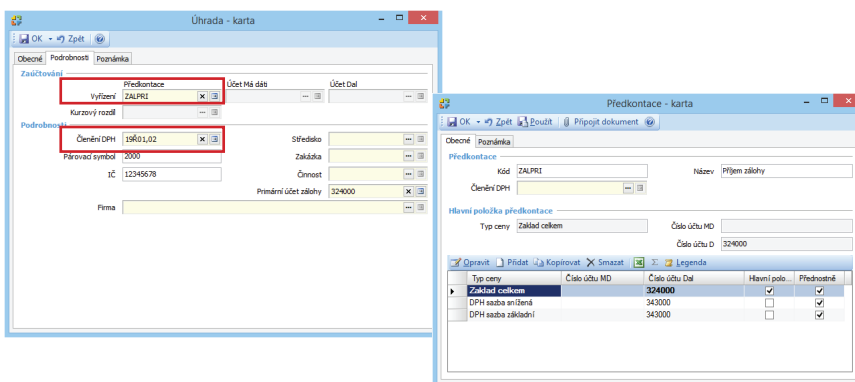 Úhrada - karta
OK Zpět
Obecné Podrobnosti Poznámka
Zaúčtování
Předkontace Účet Má dáti Účet Dal
Vyřízení ZALPRI
Kurzový rozdíl
Podrobnosti
Členění DPH 19Ř01,02 Středisko
Párovací symbol 2000 Zakázka
IČ 12345678 Činnost
Primární účet zálohy 324000
Firma
Předkontace - karta
OK Zpět Použít Připojit dokument
Obecné Poznámka
Předkontace
Kód ZALPRI Název Příjem zálohy
Členění DPH
Hlavní položka předkontace
Typ ceny Základ celkem Číslo účtu MD
Číslo účtu D 324000
Opravit Přidat Kopírovat Smazat Σ Legenda
Typ ceny Číslo účtu MD Číslo účtu Dal Hlavní polo... Přednostně
Základ celkem 324000
DPH sazba snížená 343000
DPH sazba základní 343000